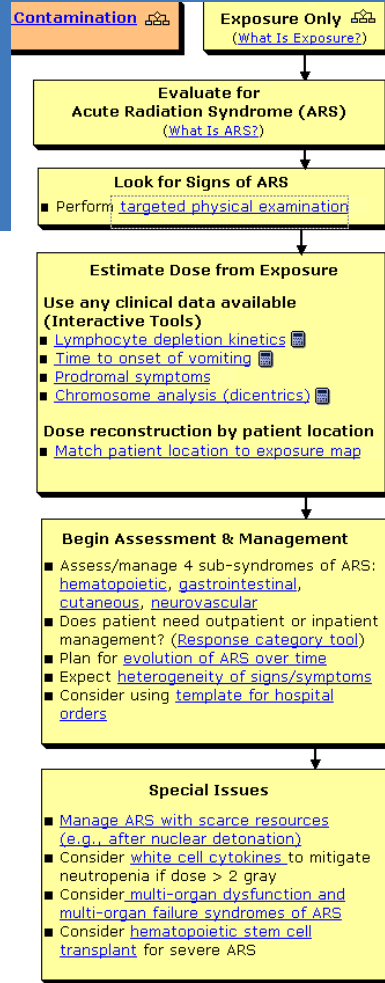 Contamination
Exposure Only
(What Is Exposure?)
Evaluate for
Acute Radiation Syndrome (ARS)
(What Is ARS?)
Look for Signs of ARS
■ Perform targeted physical examination
Estimate Dose from Exposure
Use any clinical data available
(Interactive Tools)
■ Lymphocyte depletion kinetics
■ Time to onset of vomiting
■ Prodromal symptoms
■ Chromosome analysis (dicentrics)
Dose reconstruction by patient location
■ Match patient location to exposure map
Begin Assessment & Management
■ Assess/manage 4 sub-syndromes of ARS:
hematopoietic, gastrointestinal,
cutaneous, neurovascular
■ Does patient need outpatient or inpatient
management? (Response category tool)
■ Plan for evolution of ARS over time
■ Expect heterogeneity of signs/symptoms
■ Consider using template for hospital
orders
Special Issues
■ Manage ARS with scarce resources
(e.g., after nuclear detonation)
■ Consider white cell cytokines to mitigate
neutropenia if dose > 2 gray
■ Consider multi-organ dysfunction and
multi-organ failure syndromes of ARS
■ Consider hematopoietic stem cell
transplant for severe ARS